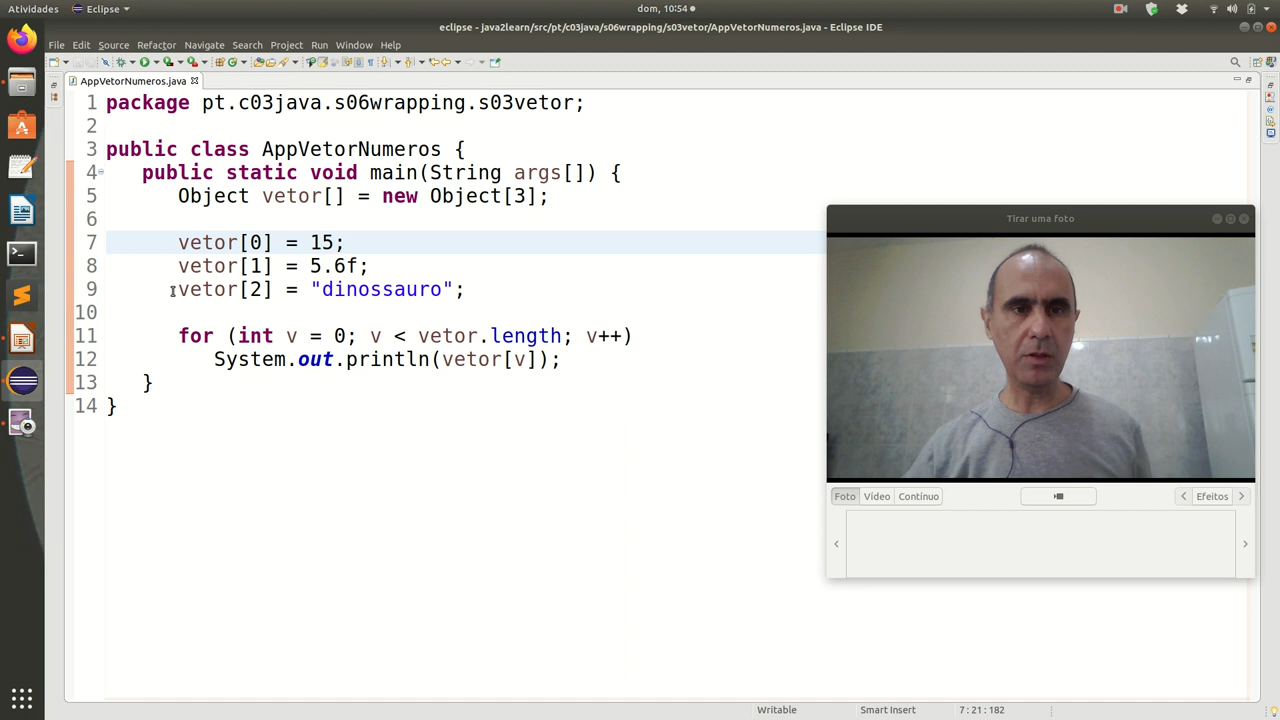 Atividades
Eclipse
dom, 10:54
eclipse - java2learn/src/pt/c03java/s06wrapping/s03vetor/AppVetorNumeros.java - Eclipse IDE
File Edit Source Refactor Navigate Search Project Run Window Help
AppVetorNumeros.java
1 package pt.c03java.s06wrapping.s03vetor;
2
3 public class AppVetorNumeros {
4 public static void main(String args[]) {
5 Object vetor[] = new Object[3];
6
7 vetor[0] = 15;
8 vetor[1] = 5.6f;
9 vetor[2] = "dinossauro";
10
11 for (int v = 0; v < vetor.length; v++)
12 System.out.println(vetor[v]);
13 }
14 }
Tirar uma foto
Foto Vídeo Contínuo
Efeitos
Writable
Smart Insert
7 : 21 : 182